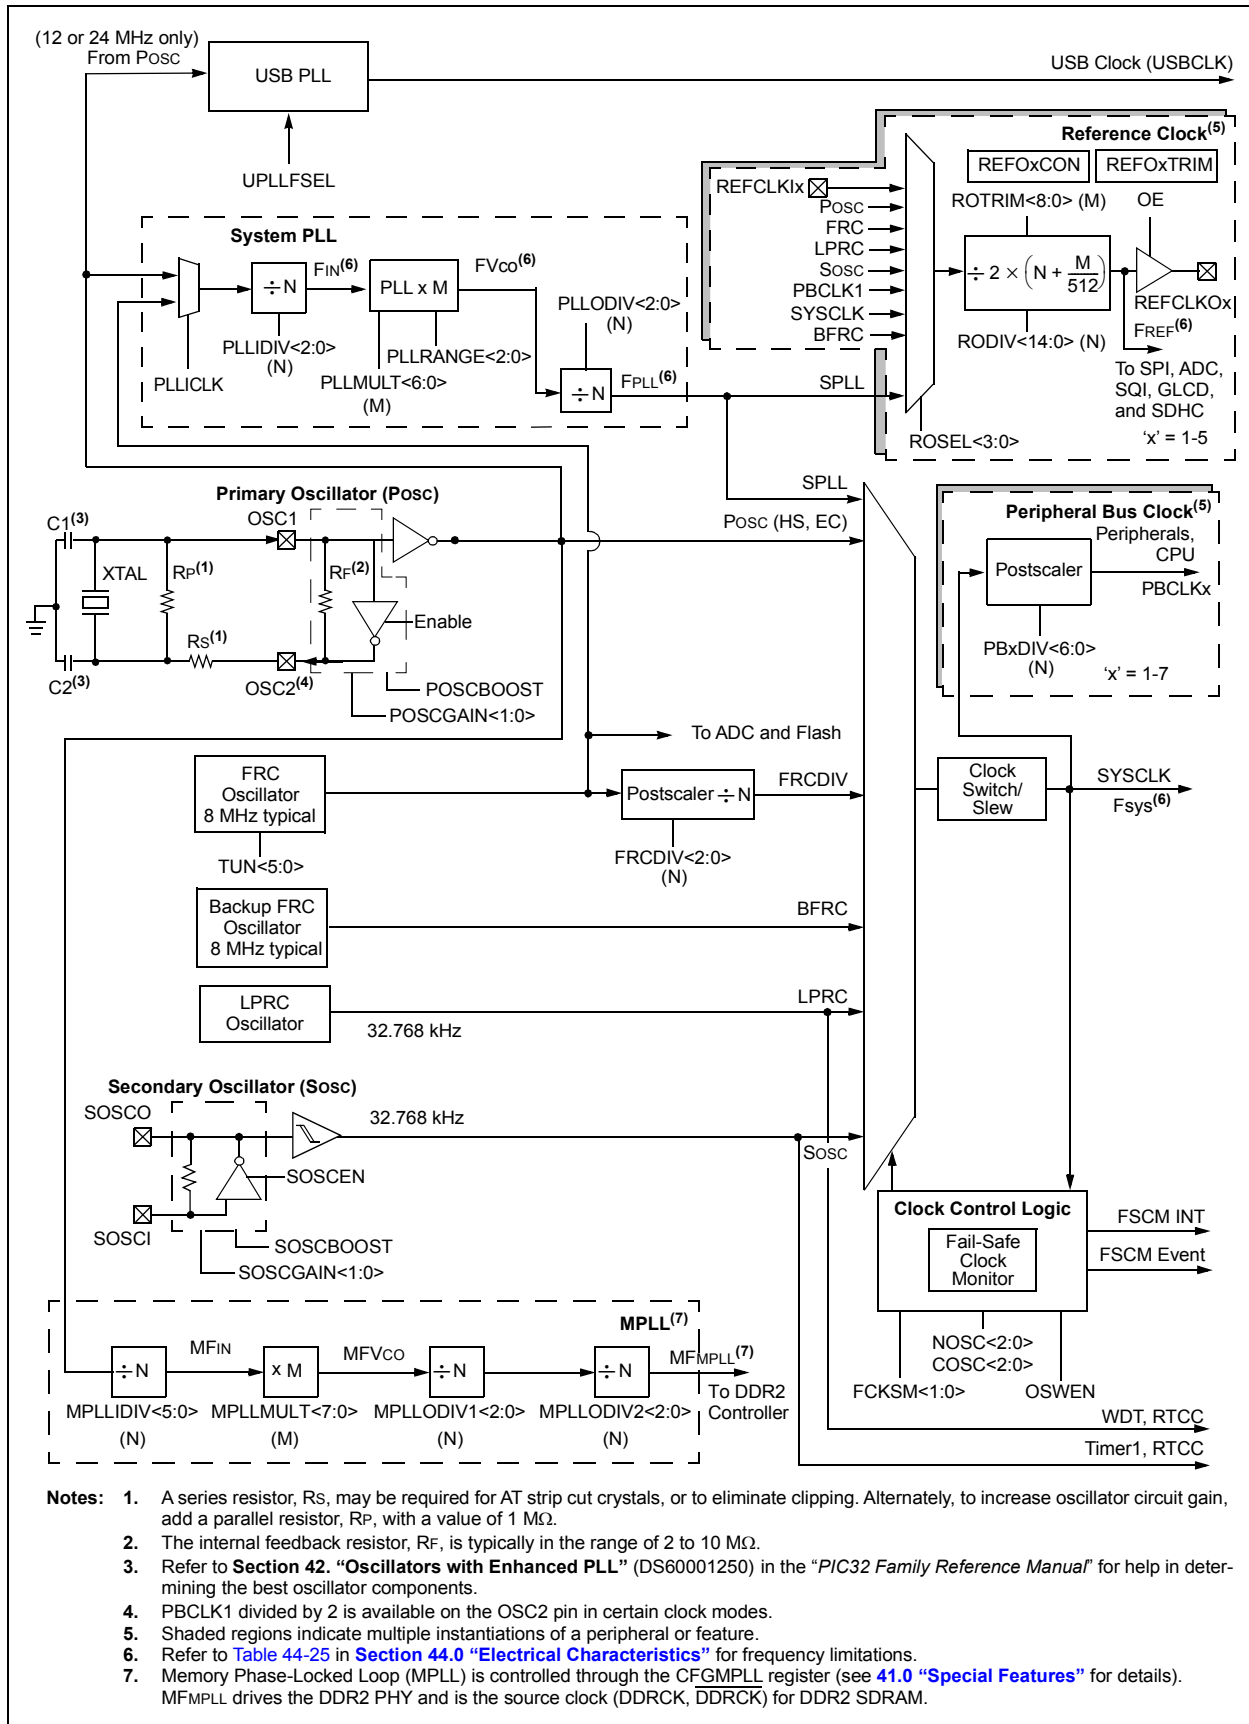 (12 or 24 MHz only)
From POSC
USB PLL
USB Clock (USBCLK)
UPLLFSEL
Reference Clock(5)
REFOxCON
REFOxTRIM
REFCLKIx
POSC
FRC
LPRC
SOSC
PBCLK1
SYSCLK
BFRC
ROTRIM<8:0> (M)
OE
÷ 2 × (N + M/512)
REFCLKOx
RODIV<14:0> (N)
FREF(6)
To SPI, ADC,
SQI, GLCD,
and SDHC
'x' = 1-5
SPLL
ROSEL<3:0>
System PLL
÷ N
FIN(6)
PLL x M
FVCO(6)
PLLIDIV<2:0>
(N)
PLLICLK
PLLRANGE<2:0>
PLLMULT<6:0>
(M)
PLLODIV<2:0>
(N)
÷ N
FPLL(6)
SPLL
POSC (HS, EC)
Primary Oscillator (POSC)
C1(3)
OSC1
XTAL
RP(1)
RF(2)
Enable
RS(1)
C2(3)
OSC2(4)
POSCBOOST
POSCGAIN<1:0>
Peripheral Bus Clock(5)
Peripherals,
CPU
Postscaler
PBCLKx
PBxDIV<6:0>
(N)
'x' = 1-7
To ADC and Flash
FRC
Oscillator
8 MHz typical
TUN<5:0>
Postscaler ÷ N
FRCDIV
FRCDIV<2:0>
(N)
Clock
Switch/
Slew
SYSCLK
Fsys(6)
Backup FRC
Oscillator
8 MHz typical
BFRC
LPRC
Oscillator
32.768 kHz
LPRC
Secondary Oscillator (SOSC)
SOSCO
32.768 kHz
SOSC
SOSCEN
SOSCI
SOSCBOOST
SOSCGAIN<1:0>
Clock Control Logic
Fail-Safe
Clock
Monitor
FSCM INT
FSCM Event
NOSC<2:0>
COSC<2:0>
FCKSM<1:0>
OSWEN
WDT, RTCC
Timer1, RTCC
MPLL(7)
÷ N
MFIN
x M
MFVCO
÷ N
÷ N
MFMPLL(7)
To DDR2
Controller
MPLLIDIV<5:0>
(N)
MPLLMULT<7:0>
(M)
MPLLODIV1<2:0>
(N)
MPLLODIV2<2:0>
(N)
Notes: 1. A series resistor, RS, may be required for AT strip cut crystals, or to eliminate clipping. Alternately, to increase oscillator circuit gain,
add a parallel resistor, RP, with a value of 1 MΩ.
2. The internal feedback resistor, RF, is typically in the range of 2 to 10 MΩ.
3. Refer to Section 42. "Oscillators with Enhanced PLL" (DS60001250) in the "PIC32 Family Reference Manual" for help in deter-
mining the best oscillator components.
4. PBCLK1 divided by 2 is available on the OSC2 pin in certain clock modes.
5. Shaded regions indicate multiple instantiations of a peripheral or feature.
6. Refer to Table 44-25 in Section 44.0 "Electrical Characteristics" for frequency limitations.
7. Memory Phase-Locked Loop (MPLL) is controlled through the CFGMPLL register (see 41.0 "Special Features" for details).
MFMPLL drives the DDR2 PHY and is the source clock (DDRCK, D̅D̅R̅C̅K̅) for DDR2 SDRAM.